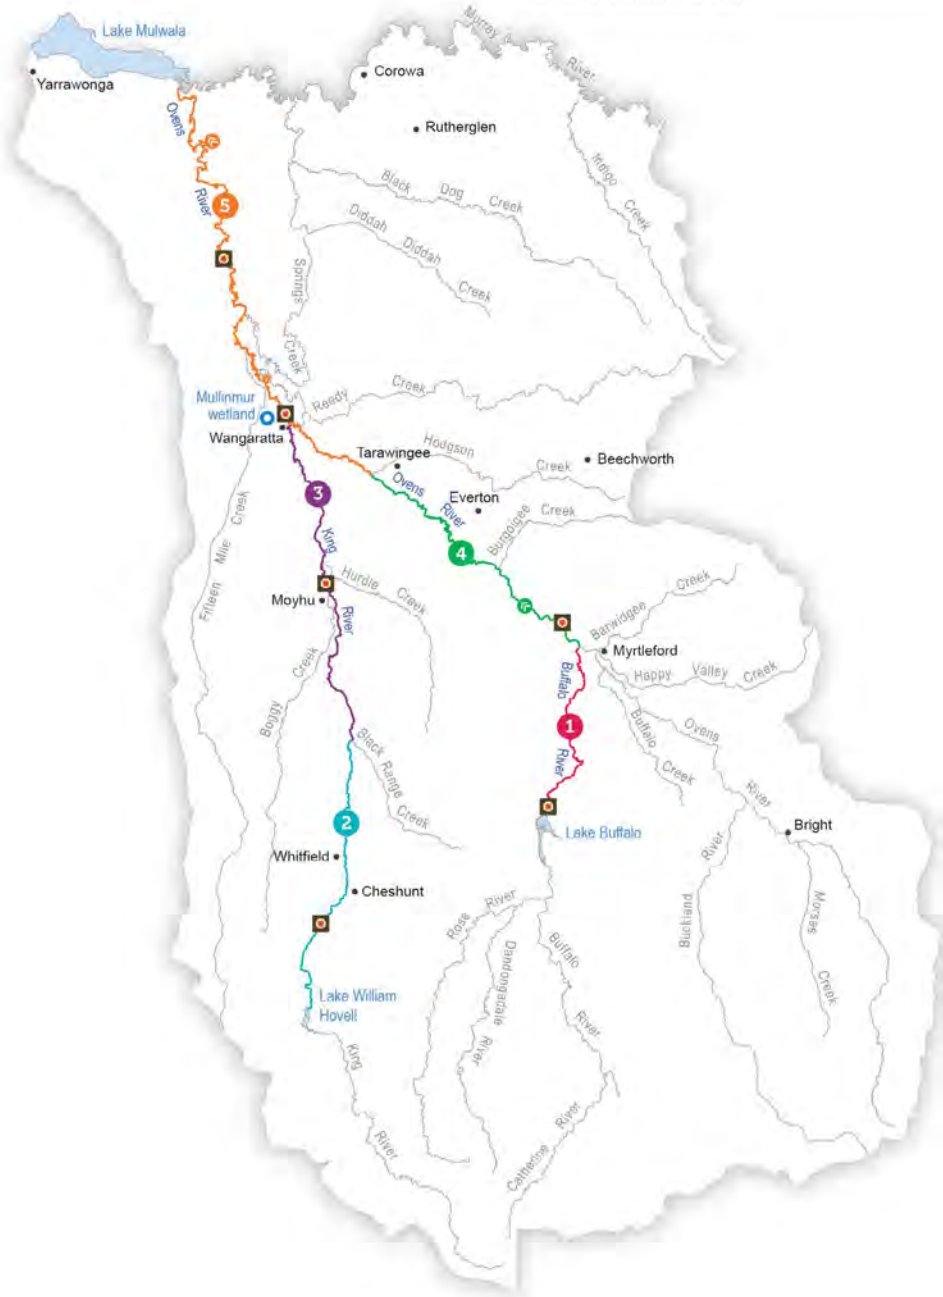 Lake Mulwala
Murray
River
Yarrawonga
Corowa
Rutherglen
Ovens
River
5
Indigo
Creek
Black Dog Creek
Diddah
Diddah
Creek
Springs
Creek
Reedy
Creek
Mullinmur
wetland
Wangaratta
Tarawingee
Hodgson
Creek
Beechworth
Ovens
River
Everton
Burgoigee
Creek
3
4
King
River
Fifteen Mile Creek
Hurdle
Creek
Moyhu
Barwidgee
Creek
Myrtleford
Happy Valley Creek
Boggy
Creek
Buffalo
River
1
Buffalo
Creek
Ovens
River
Black
Range
Creek
2
Lake Buffalo
Bright
Whitfield
Cheshunt
Rose
River
Buckland
River
Morses
Creek
Dandongadale
River
Buffalo
River
Lake William
Hovell
King
River
Catherine
River